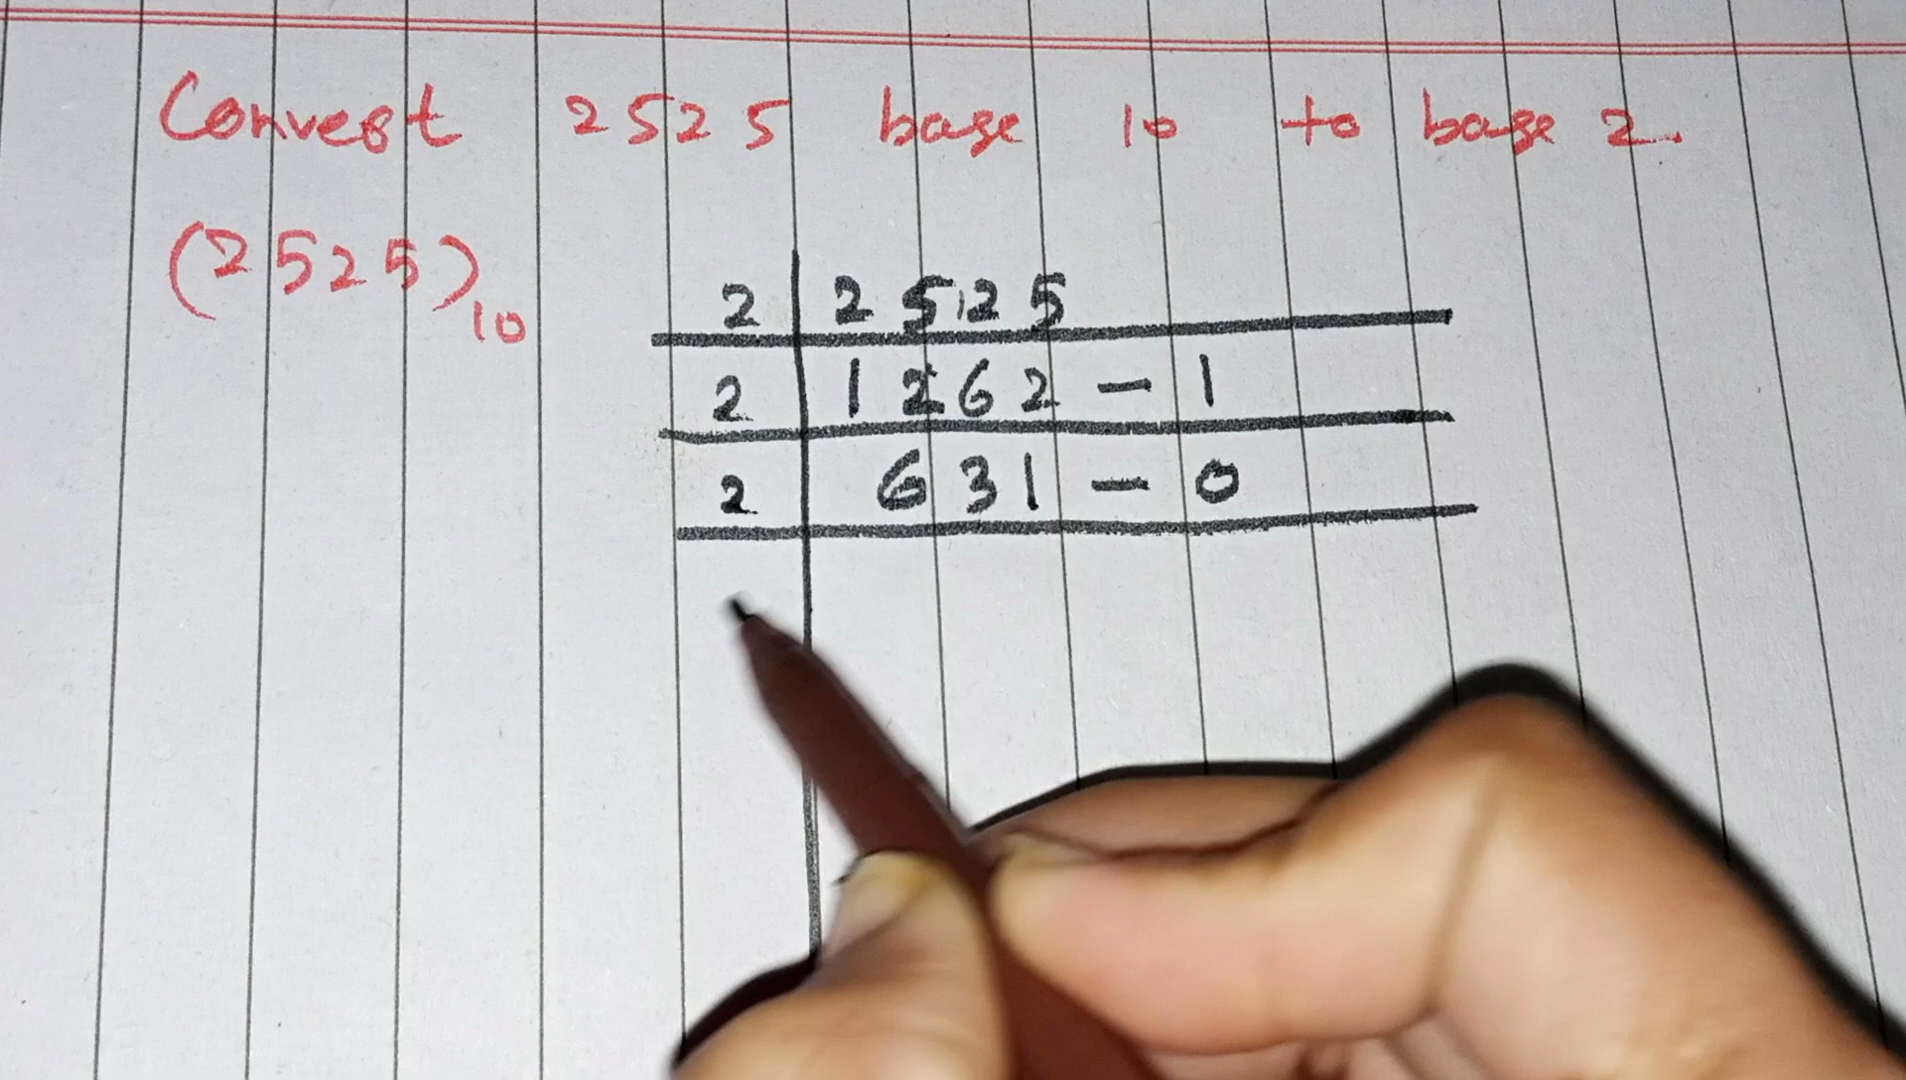 Convert 2525 base 10 to base 2.
(2525)10
2 2525
2 1262 - 1
2 631 - 0